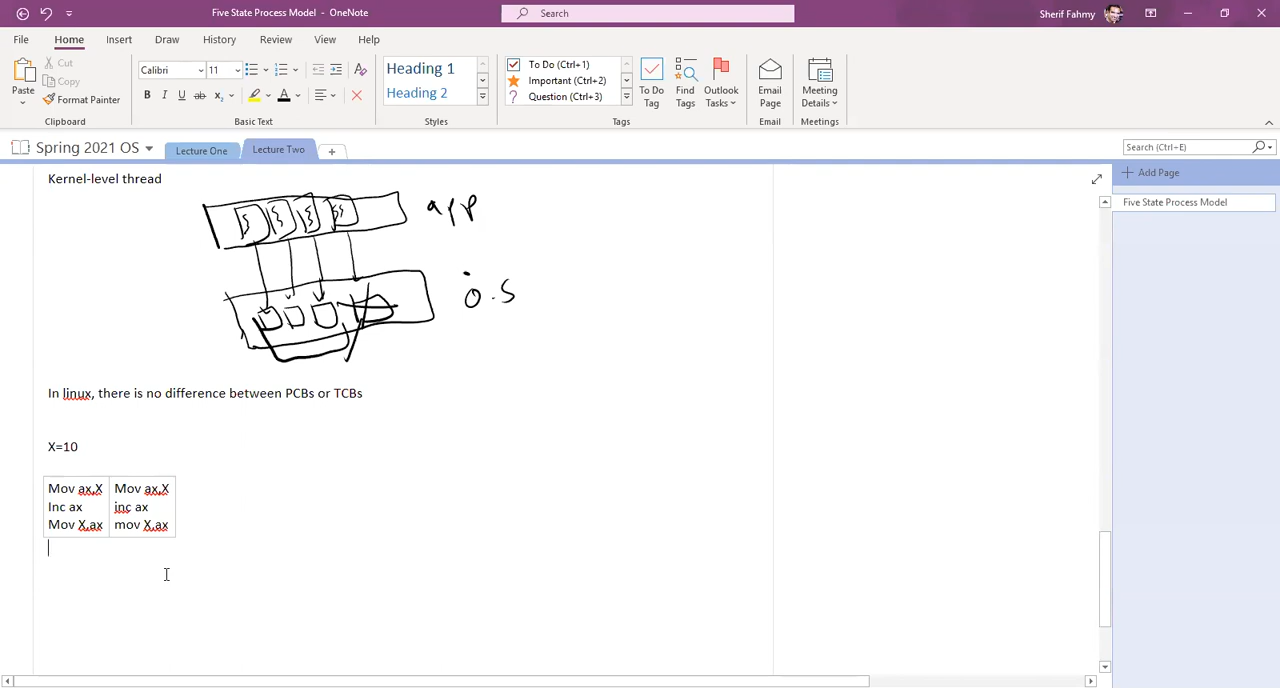 Five State Process Model - OneNote
Search
Sherif Fahmy
File Home Insert Draw History Review View Help
Paste
Cut
Copy
Format Painter
Clipboard
Calibri 11
B I U ab x₂ A
Basic Text
Heading 1
Heading 2
Styles
To Do (Ctrl+1)
Important (Ctrl+2)
Question (Ctrl+3)
To Do Tag
Find Tags
Outlook Tasks
Tags
Email Page
Email
Meeting Details
Meetings
Spring 2021 OS
Lecture One
Lecture Two
Search (Ctrl+E)
Add Page
Five State Process Model
Kernel-level thread
app
O.S
In linux, there is no difference between PCBs or TCBs
X=10
Mov ax,X Mov ax,X
Inc ax inc ax
Mov X,ax mov X,ax